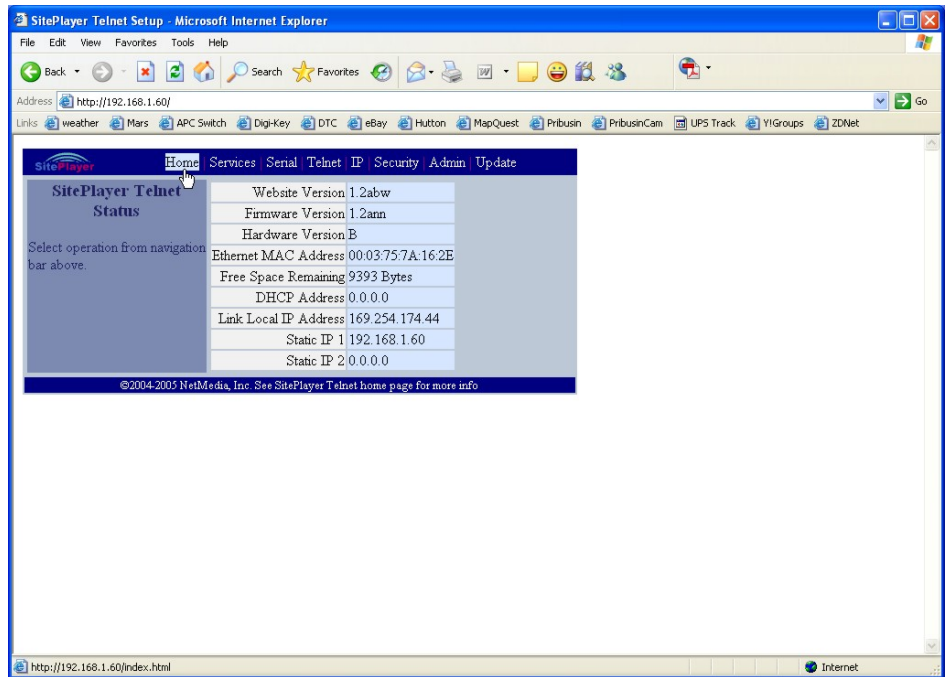 SitePlayer Telnet Setup - Microsoft Internet Explorer
File Edit View Favorites Tools Help
Back Search Favorites
Address http://192.168.1.60/ Go
Links weather Mars APC Switch Digi-Key DTC eBay Hutton MapQuest Pribusin PribusinCam UPS Track Y!Groups ZDNet
SitePlayer Home | Services | Serial | Telnet | IP | Security | Admin | Update
SitePlayer Telnet
Status
Select operation from navigation
bar above.
Website Version 1.2abw
Firmware Version 1.2ann
Hardware Version B
Ethernet MAC Address 00:03:75:7A:16:2E
Free Space Remaining 9393 Bytes
DHCP Address 0.0.0.0
Link Local IP Address 169.254.174.44
Static IP 1 192.168.1.60
Static IP 2 0.0.0.0
©2004-2005 NetMedia, Inc. See SitePlayer Telnet home page for more info
http://192.168.1.60/index.html Internet